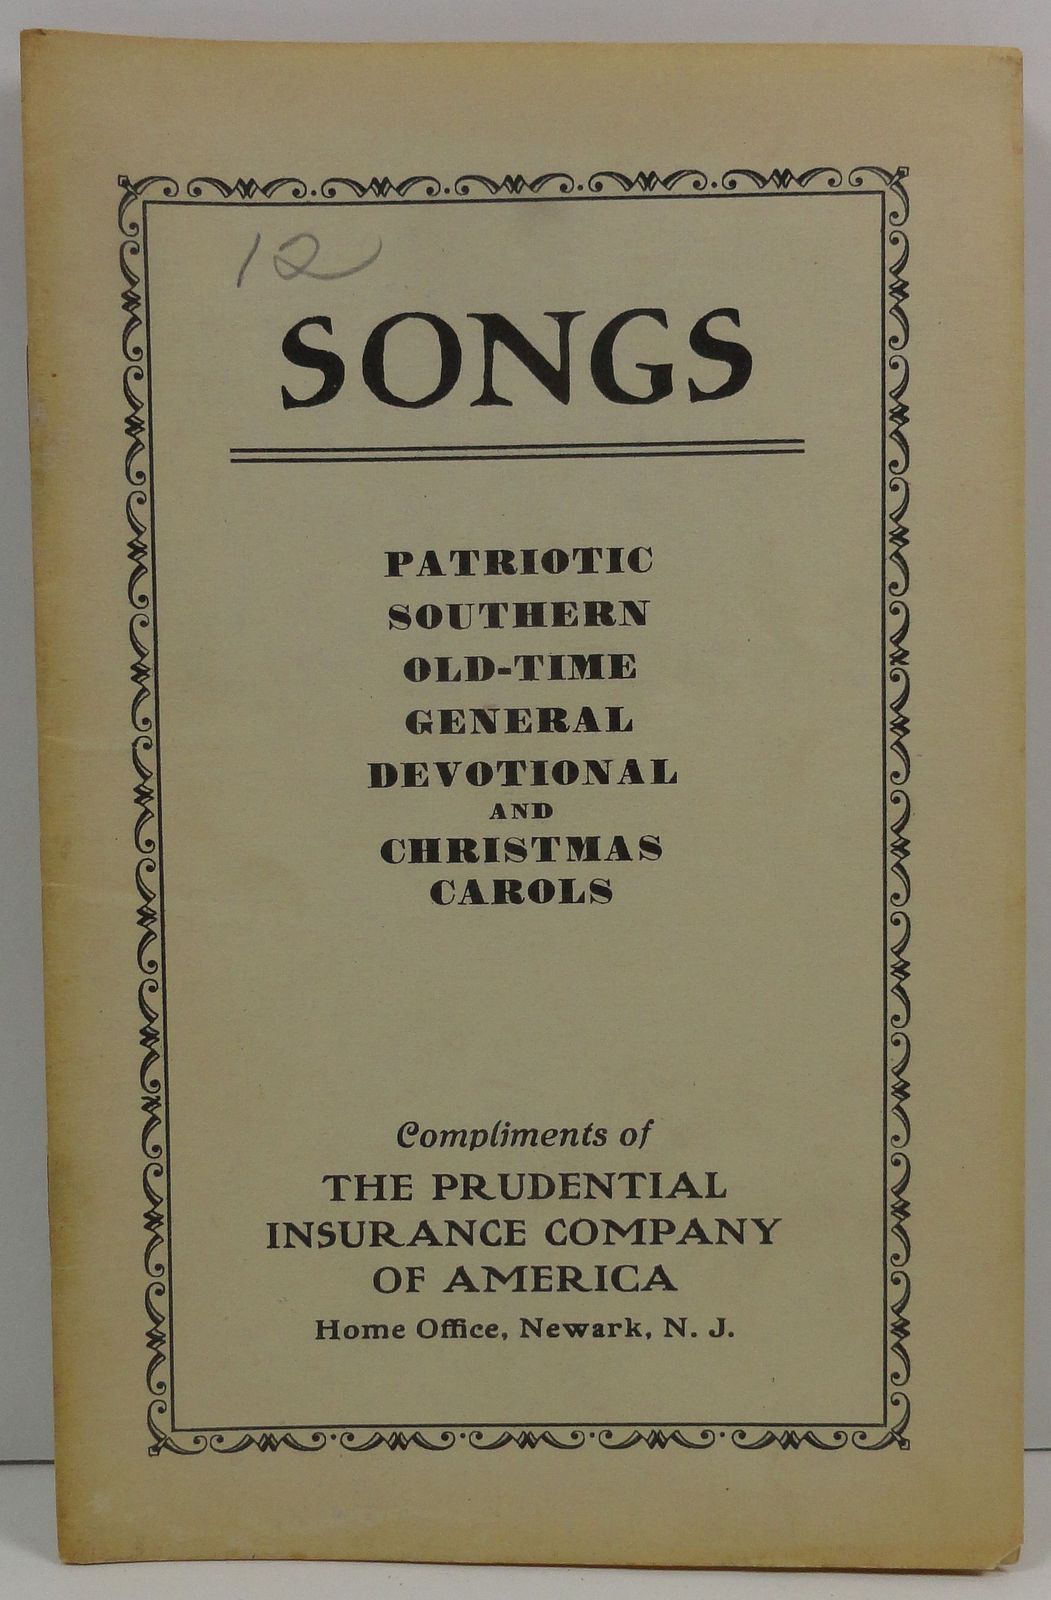 12
SONGS
PATRIOTIC
SOUTHERN
OLD-TIME
GENERAL
DEVOTIONAL
AND
CHRISTMAS
CAROLS
Compliments of
THE PRUDENTIAL
INSURANCE COMPANY
OF AMERICA
Home Office, Newark, N. J.